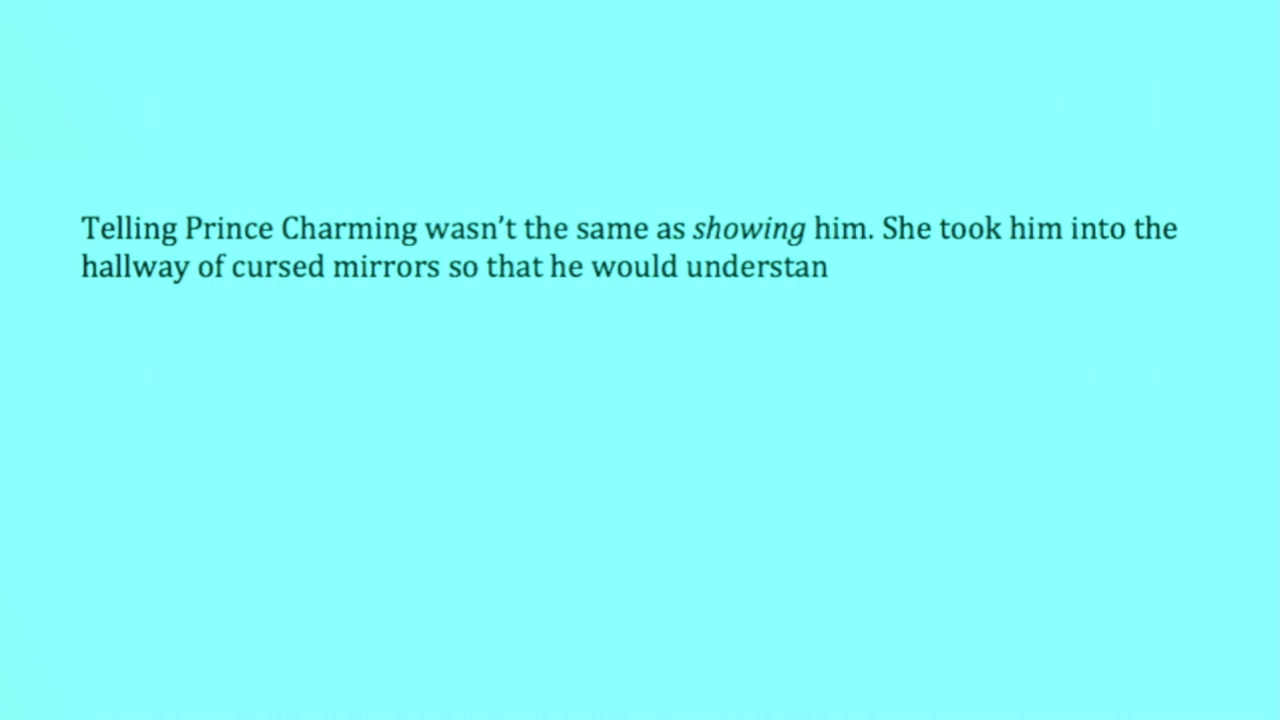 Telling Prince Charming wasn’t the same as showing him. She took him into the
hallway of cursed mirrors so that he would understan